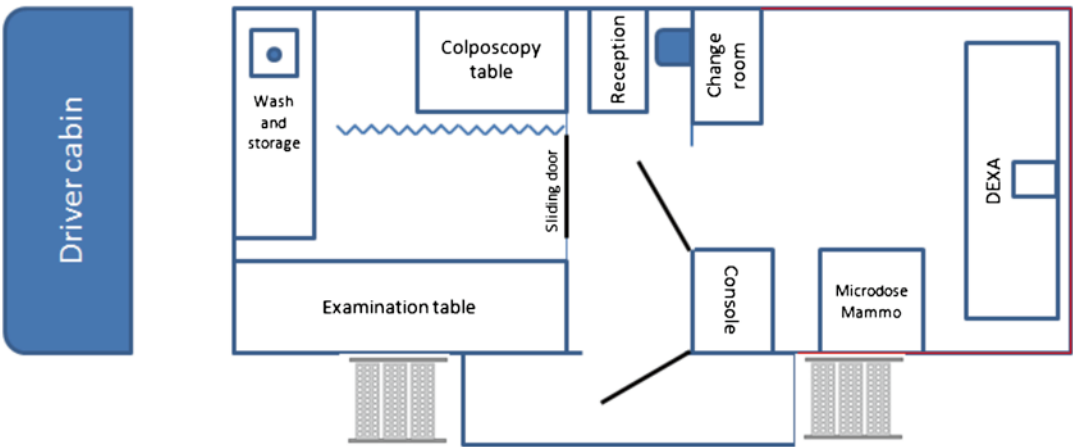 Driver cabin
Wash
and
storage
Colposcopy
table
Reception
Change
room
Sliding door
DEXA
Examination table
Console
Microdose
Mammo